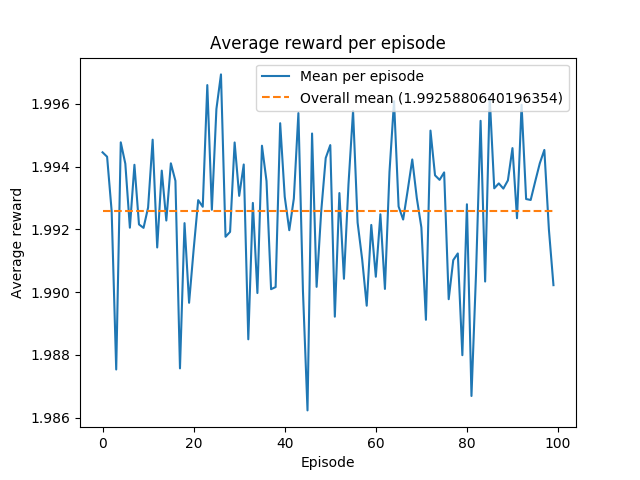 Average reward per episode
Mean per episode
Overall mean (1.9925880640196354)
1.996
1.994
1.992
1.990
1.988
1.986
Average reward
0 20 40 60 80 100
Episode